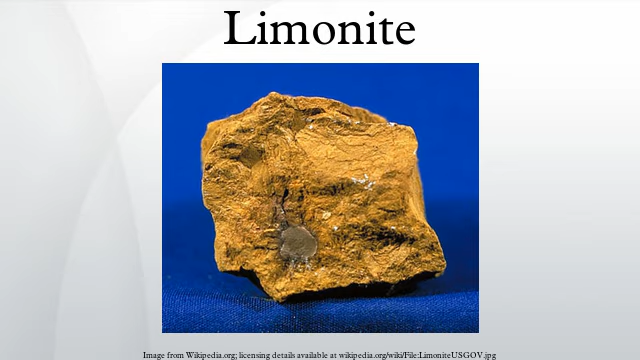 Limonite
Image from Wikipedia.org; licensing details available at wikipedia.org/wiki/File:LimoniteUSGOV.jpg